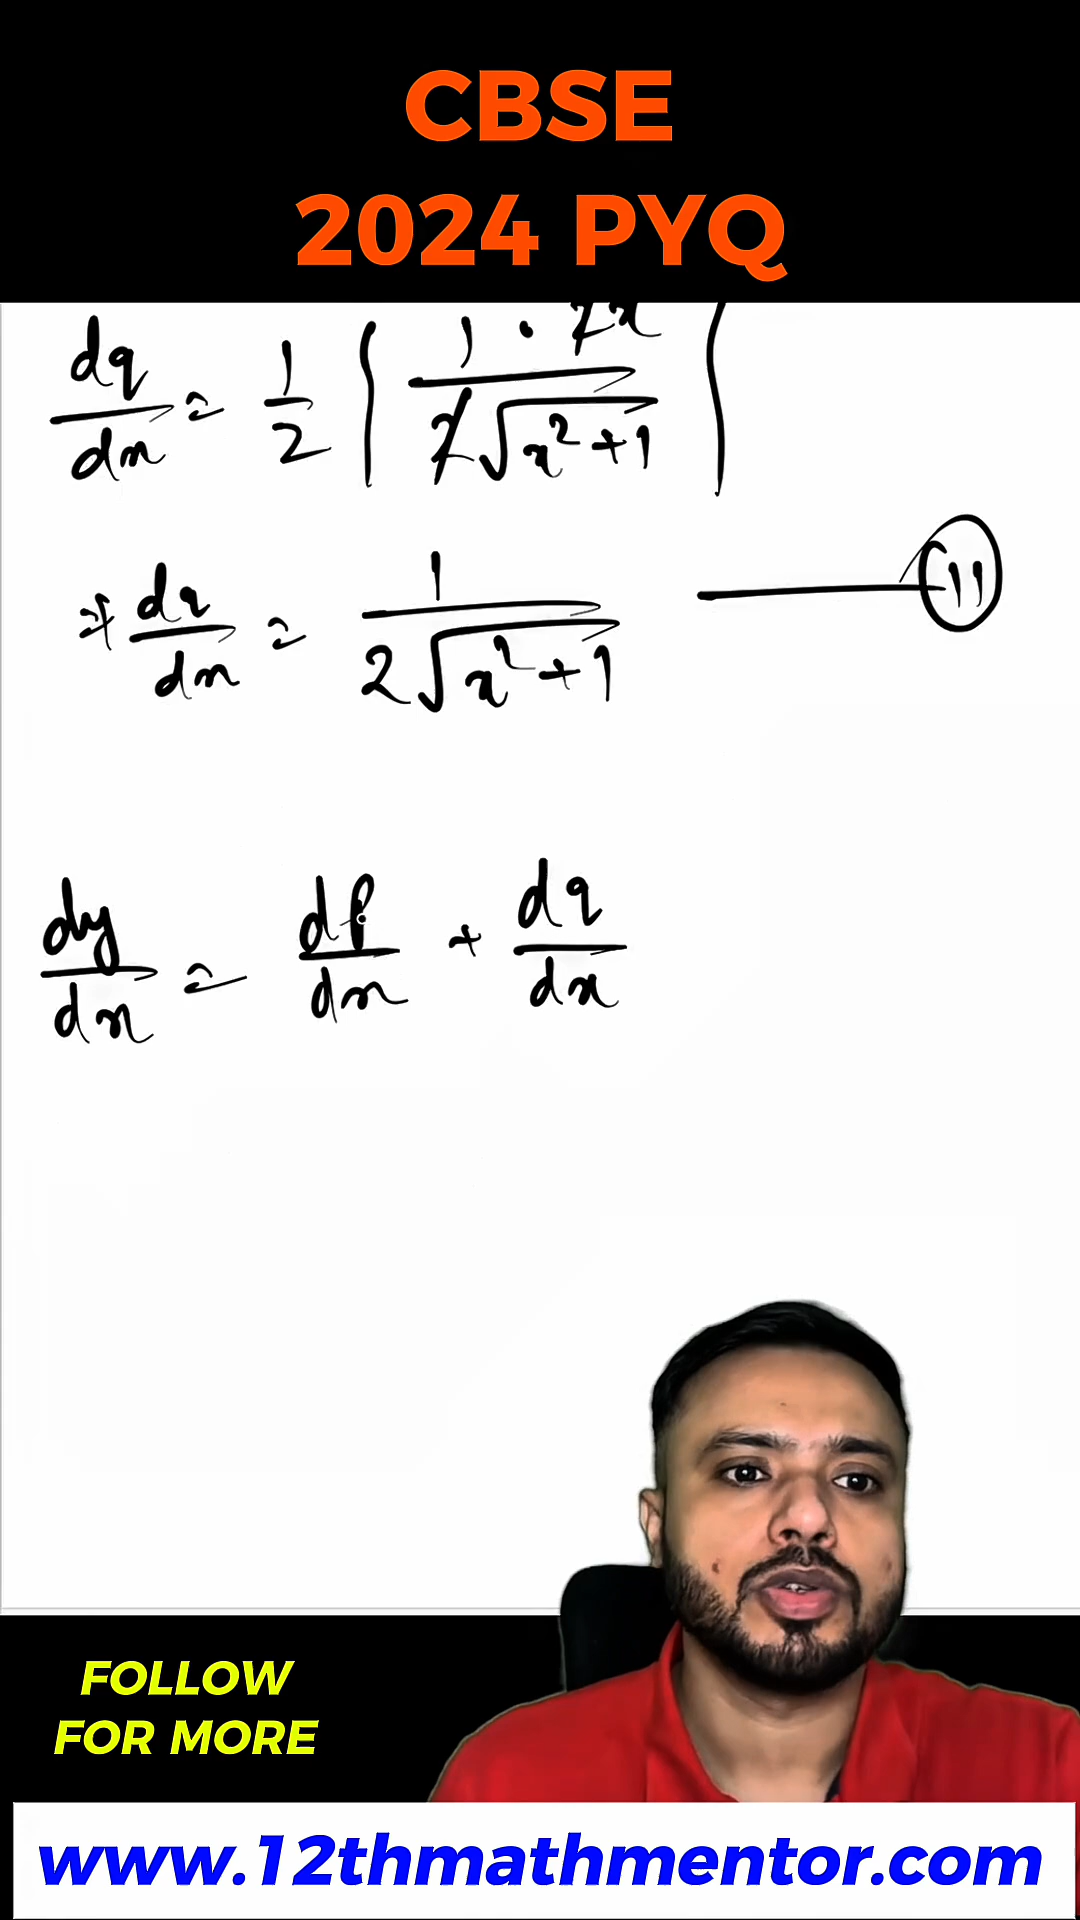 CBSE
2024 PYQ
dq/dx = 1/2 [ 1 · 2x / 2√(x²+1) ]
⇒ dq/dx = 1 / 2√(x²+1) —— (11)
dy/dx = dp/dx + dq/dx
FOLLOW
FOR MORE
www.12thmathmentor.com